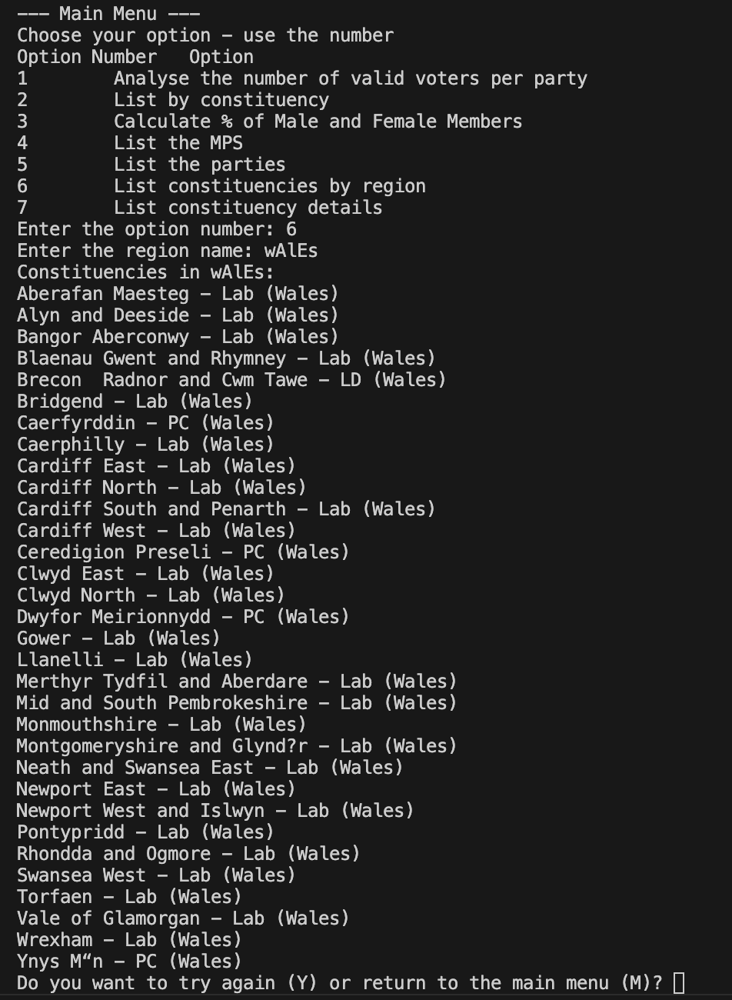 --- Main Menu ---
Choose your option - use the number
Option Number   Option
1        Analyse the number of valid voters per party
2        List by constituency
3        Calculate % of Male and Female Members
4        List the MPS
5        List the parties
6        List constituencies by region
7        List constituency details
Enter the option number: 6
Enter the region name: wAlEs
Constituencies in wAlEs:
Aberafan Maesteg - Lab (Wales)
Alyn and Deeside - Lab (Wales)
Bangor Aberconwy - Lab (Wales)
Blaenau Gwent and Rhymney - Lab (Wales)
Brecon  Radnor and Cwm Tawe - LD (Wales)
Bridgend - Lab (Wales)
Caerfyrddin - PC (Wales)
Caerphilly - Lab (Wales)
Cardiff East - Lab (Wales)
Cardiff North - Lab (Wales)
Cardiff South and Penarth - Lab (Wales)
Cardiff West - Lab (Wales)
Ceredigion Preseli - PC (Wales)
Clwyd East - Lab (Wales)
Clwyd North - Lab (Wales)
Dwyfor Meirionnydd - PC (Wales)
Gower - Lab (Wales)
Llanelli - Lab (Wales)
Merthyr Tydfil and Aberdare - Lab (Wales)
Mid and South Pembrokeshire - Lab (Wales)
Monmouthshire - Lab (Wales)
Montgomeryshire and Glynd?r - Lab (Wales)
Neath and Swansea East - Lab (Wales)
Newport East - Lab (Wales)
Newport West and Islwyn - Lab (Wales)
Pontypridd - Lab (Wales)
Rhondda and Ogmore - Lab (Wales)
Swansea West - Lab (Wales)
Torfaen - Lab (Wales)
Vale of Glamorgan - Lab (Wales)
Wrexham - Lab (Wales)
Ynys M“n - PC (Wales)
Do you want to try again (Y) or return to the main menu (M)?